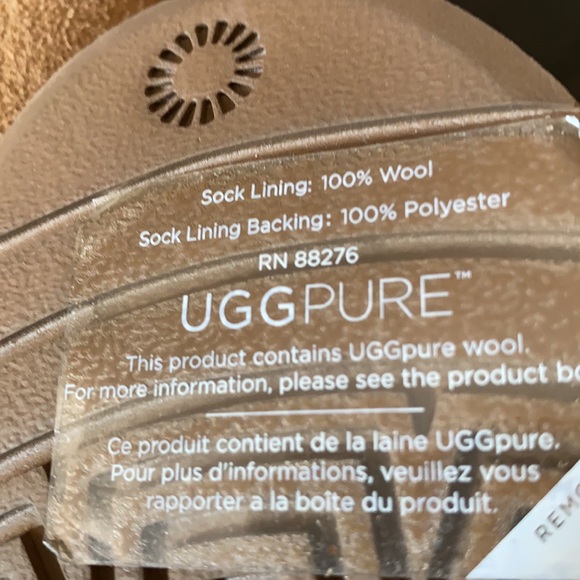 Sock Lining: 100% Wool
Sock Lining Backing: 100% Polyester
RN 88276
UGGPURE™
This product contains UGGpure wool.
For more information, please see the product
Ce produit contient de la laine UGGpure.
Pour plus d'informations, veuillez vous
rapporter a la boîte du produit.